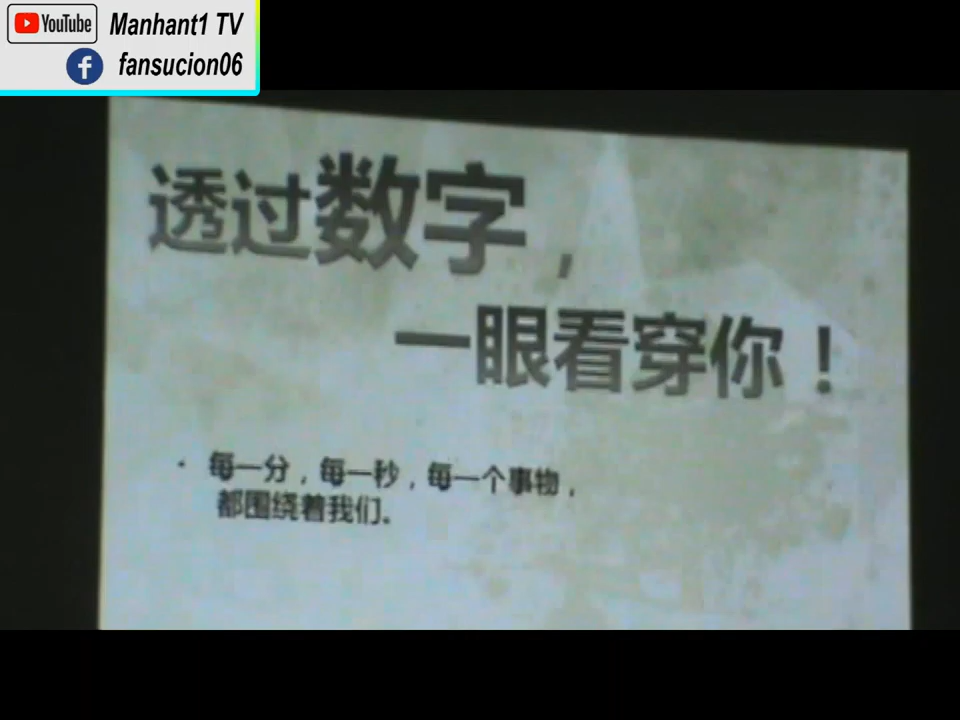 YouTube Manhant1 TV
fansucion06
透过数字，
一眼看穿你！
• 每一分，每一秒，每一个事物，
都围绕着我们。